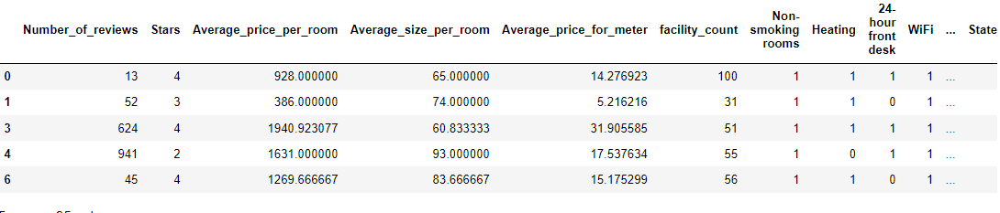 Number_of_reviews Stars Average_price_per_room Average_size_per_room Average_price_for_meter facility_count Non-smoking rooms Heating 24-hour front desk WiFi ... State
0 13 4 928.000000 65.000000 14.276923 100 1 1 1 1 ...
1 52 3 386.000000 74.000000 5.216216 31 1 1 0 1 ...
3 624 4 1940.923077 60.833333 31.905585 51 1 1 1 1 ...
4 941 2 1631.000000 93.000000 17.537634 55 1 0 1 1 ...
6 45 4 1269.666667 83.666667 15.175299 56 1 1 0 1 ...